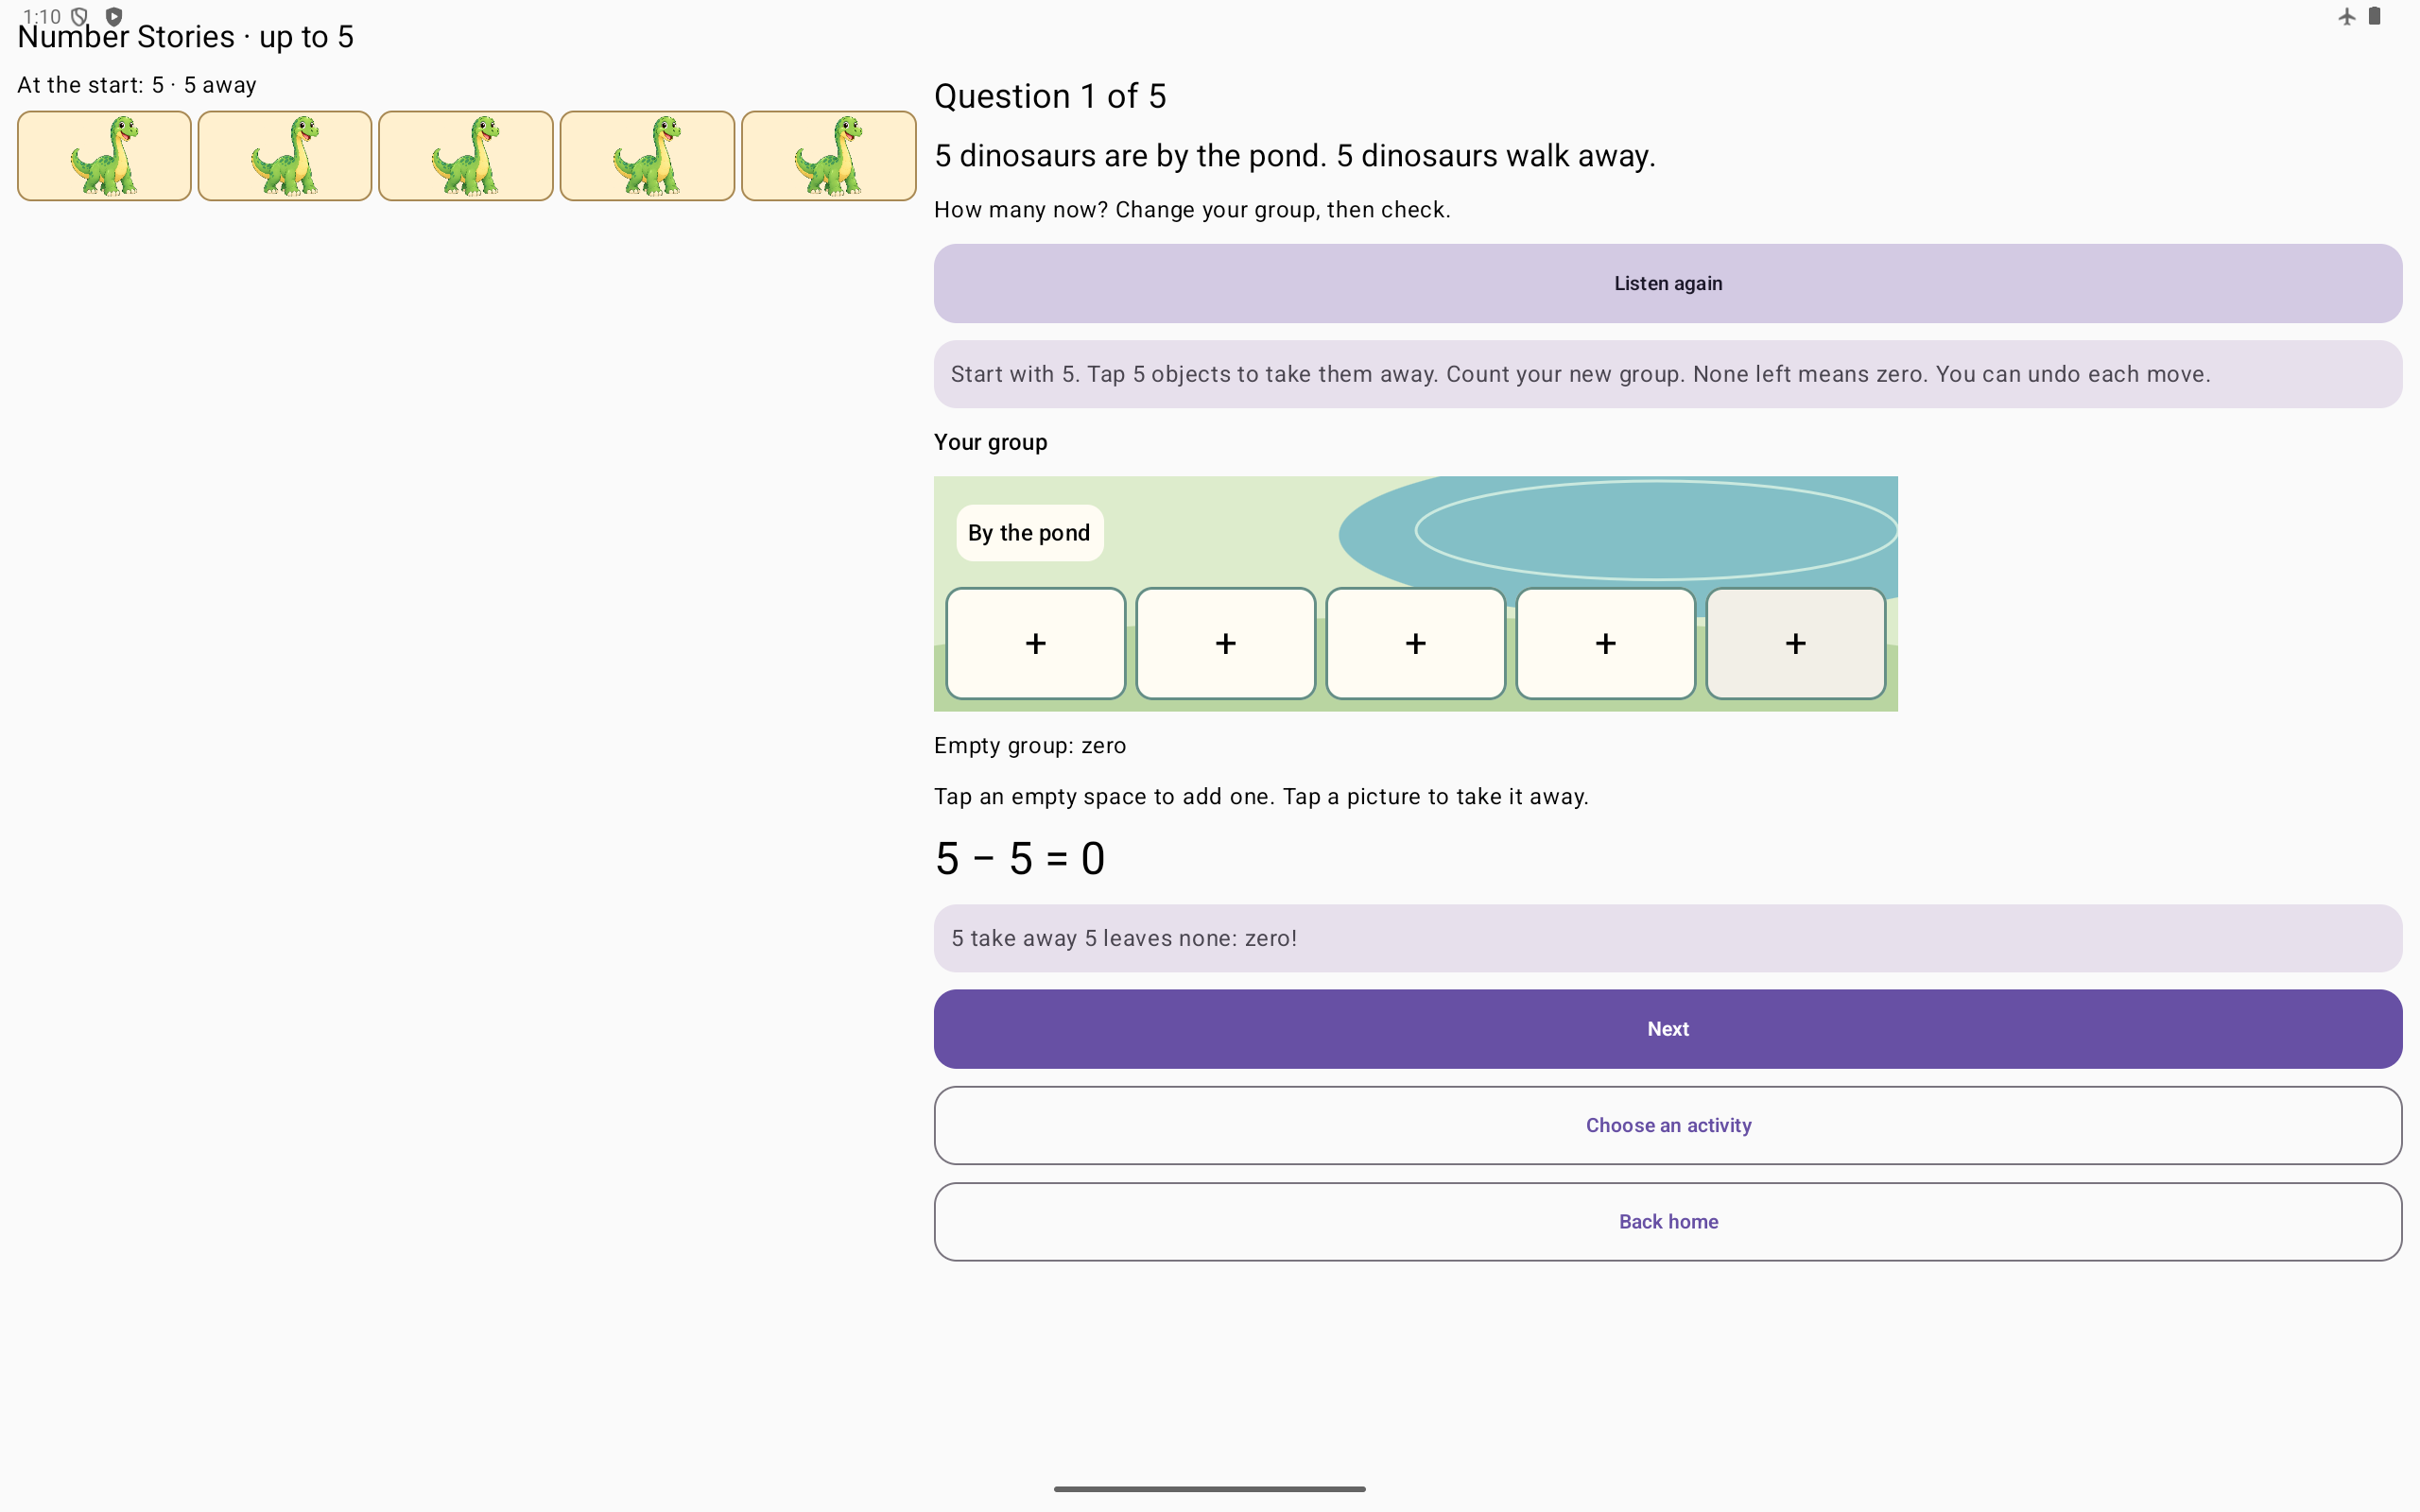 1:10
Number Stories · up to 5
At the start: 5 · 5 away
Question 1 of 5
5 dinosaurs are by the pond. 5 dinosaurs walk away.
How many now? Change your group, then check.
Listen again
Start with 5. Tap 5 objects to take them away. Count your new group. None left means zero. You can undo each move.
Your group
By the pond
+ + + + +
Empty group: zero
Tap an empty space to add one. Tap a picture to take it away.
5 − 5 = 0
5 take away 5 leaves none: zero!
Next
Choose an activity
Back home